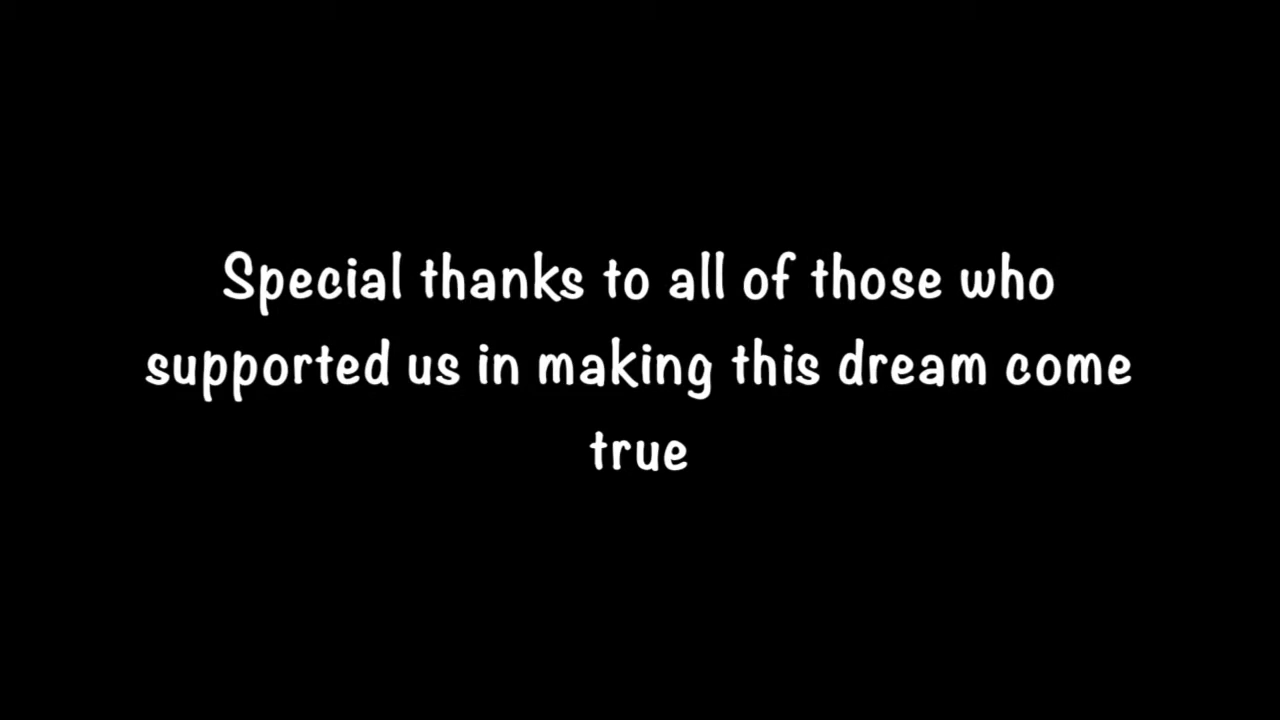 Special thanks to all of those who
supported us in making this dream come
true